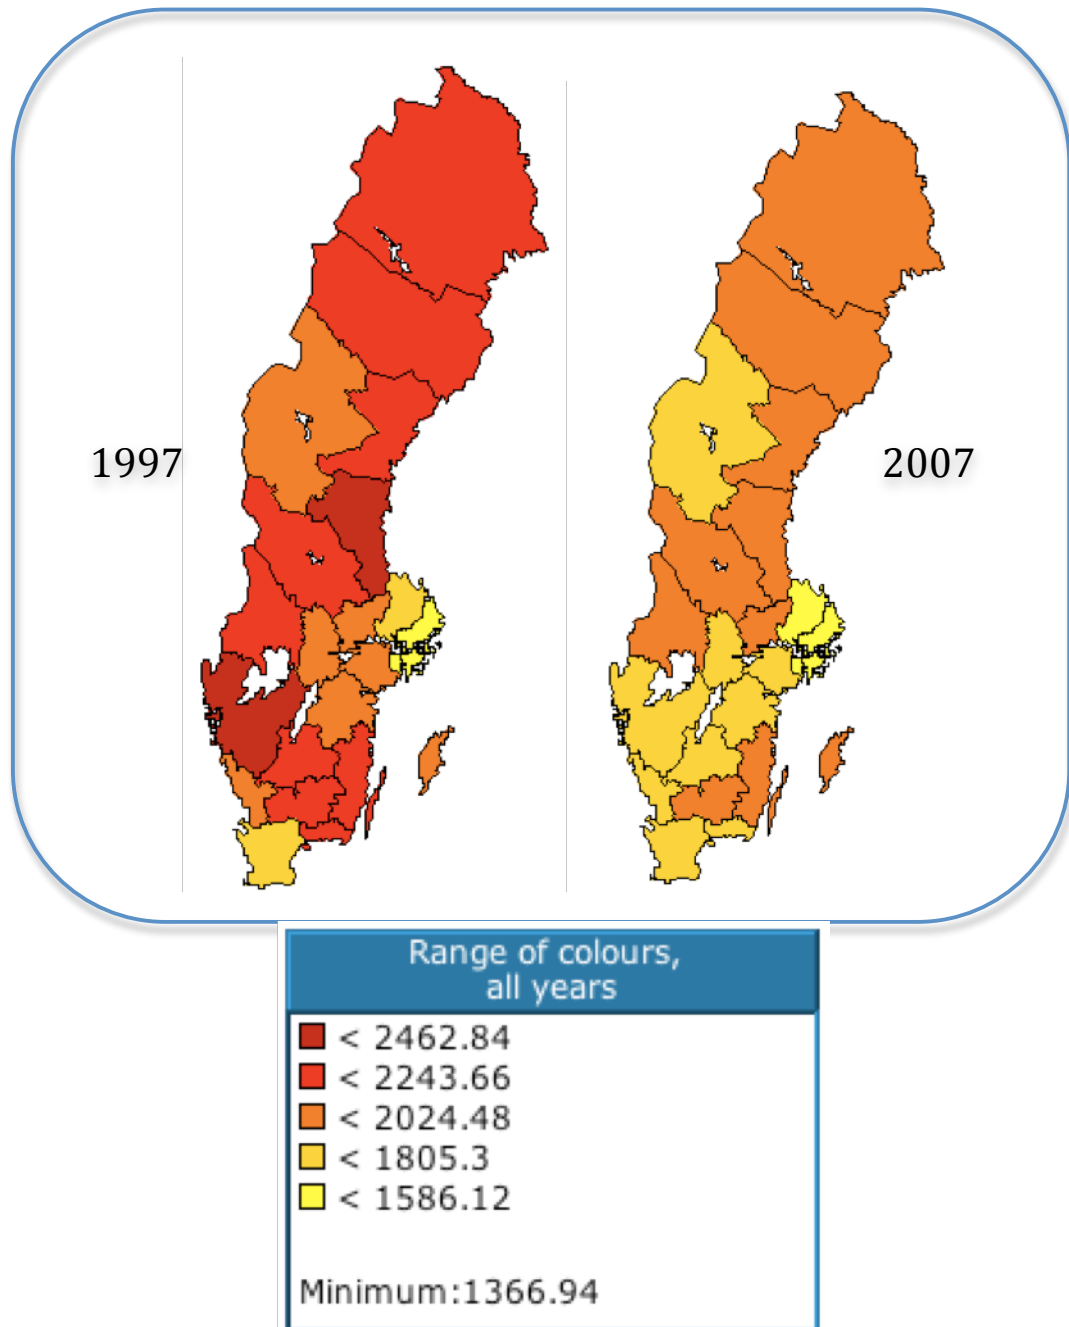 1997
2007
Range of colours,
all years
< 2462.84
< 2243.66
< 2024.48
< 1805.3
< 1586.12
Minimum:1366.94